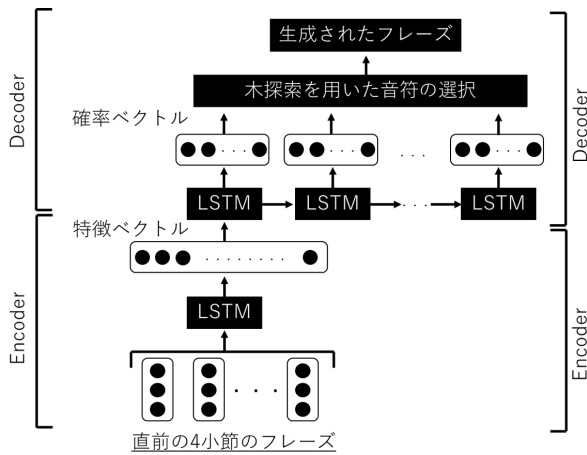 生成されたフレーズ
木探索を用いた音符の選択
確率ベクトル
Decoder
Decoder
. . .
. . .
. . .
. . .
LSTM
LSTM
. . .
LSTM
特徴ベクトル
. . . . . . . .
LSTM
Encoder
Encoder
. . .
直前の4小節のフレーズ